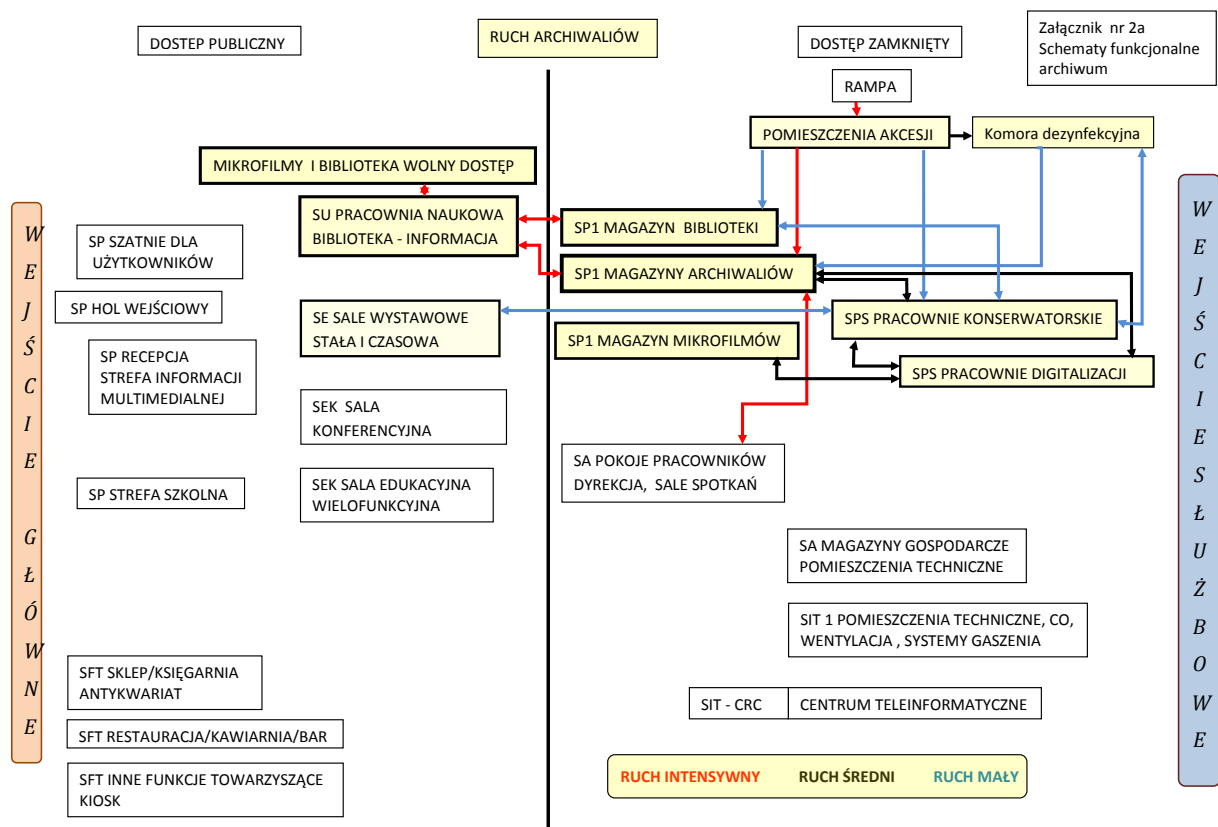 DOSTEP PUBLICZNY
RUCH ARCHIWALIÓW
DOSTĘP ZAMKNIĘTY
Załącznik nr 2a
Schematy funkcjonalne
archiwum
RAMPA
POMIESZCZENIA AKCESJI
Komora dezynfekcyjna
MIKROFILMY I BIBLIOTEKA WOLNY DOSTĘP
SU PRACOWNIA NAUKOWA
BIBLIOTEKA - INFORMACJA
SP1 MAGAZYN BIBLIOTEKI
SP SZATNIE DLA
UŻYTKOWNIKÓW
SP1 MAGAZYNY ARCHIWALIÓW
SP HOL WEJŚCIOWY
SE SALE WYSTAWOWE
STAŁA I CZASOWA
SPS PRACOWNIE KONSERWATORSKIE
SP1 MAGAZYN MIKROFILMÓW
SP RECEPCJA
STREFA INFORMACJI
MULTIMEDIALNEJ
SPS PRACOWNIE DIGITALIZACJI
SEK SALA
KONFERENCYJNA
SA POKOJE PRACOWNIKÓW
DYREKCJA, SALE SPOTKAŃ
SP STREFA SZKOLNA
SEK SALA EDUKACYJNA
WIELOFUNKCYJNA
SA MAGAZYNY GOSPODARCZE
POMIESZCZENIA TECHNICZNE
SIT 1 POMIESZCZENIA TECHNICZNE, CO,
WENTYLACJA , SYSTEMY GASZENIA
SFT SKLEP/KSIĘGARNIA
ANTYKWARIAT
SIT - CRC
CENTRUM TELEINFORMATYCZNE
SFT RESTAURACJA/KAWIARNIA/BAR
SFT INNE FUNKCJE TOWARZYSZĄCE
KIOSK
RUCH INTENSYWNY RUCH ŚREDNI RUCH MAŁY
WEJŚCIE GŁÓWNE
WEJŚCIE SŁUŻBOWE